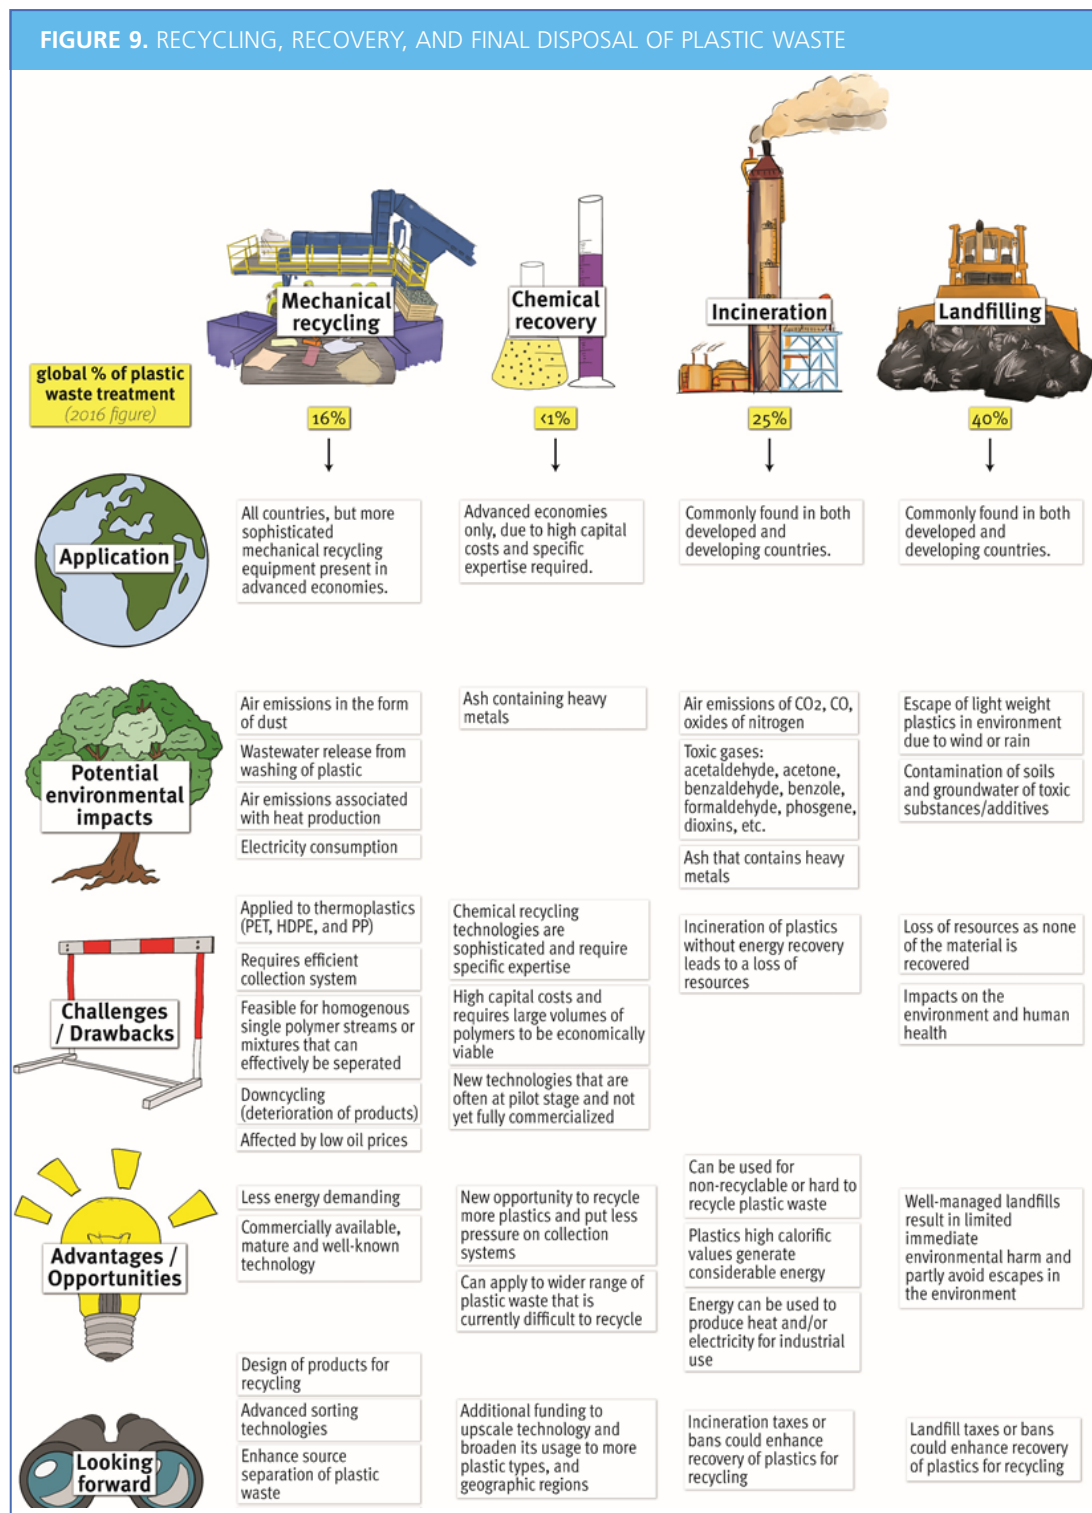 FIGURE 9. RECYCLING, RECOVERY, AND FINAL DISPOSAL OF PLASTIC WASTE
Mechanical
recycling
Chemical
recovery
Incineration
Landfilling
global % of plastic
waste treatment
(2016 figure)
16%
<1%
25%
40%
Application
All countries, but more
sophisticated
mechanical recycling
equipment present in
advanced economies.
Advanced economies
only, due to high capital
costs and specific
expertise required.
Commonly found in both
developed and
developing countries.
Commonly found in both
developed and
developing countries.
Potential
environmental
impacts
Air emissions in the form
of dust
Wastewater release from
washing of plastic
Air emissions associated
with heat production
Electricity consumption
Ash containing heavy
metals
Air emissions of CO2, CO,
oxides of nitrogen
Toxic gases:
acetaldehyde, acetone,
benzaldehyde, benzole,
formaldehyde, phosgene,
dioxins, etc.
Ash that contains heavy
metals
Escape of light weight
plastics in environment
due to wind or rain
Contamination of soils
and groundwater of toxic
substances/additives
Challenges
/ Drawbacks
Applied to thermoplastics
(PET, HDPE, and PP)
Requires efficient
collection system
Feasible for homogenous
single polymer streams or
mixtures that can
effectively be seperated
Downcycling
(deterioration of products)
Affected by low oil prices
Chemical recycling
technologies are
sophisticated and require
specific expertise
High capital costs and
requires large volumes of
polymers to be economically
viable
New technologies that are
often at pilot stage and not
yet fully commercialized
Incineration of plastics
without energy recovery
leads to a loss of
resources
Loss of resources as none
of the material is
recovered
Impacts on the
environment and human
health
Advantages /
Opportunities
Less energy demanding
Commercially available,
mature and well-known
technology
New opportunity to recycle
more plastics and put less
pressure on collection
systems
Can apply to wider range of
plastic waste that is
currently difficult to recycle
Can be used for
non-recyclable or hard to
recycle plastic waste
Plastics high calorific
values generate
considerable energy
Energy can be used to
produce heat and/or
electricity for industrial
use
Well-managed landfills
result in limited
immediate
environmental harm and
partly avoid escapes in
the environment
Looking
forward
Design of products for
recycling
Advanced sorting
technologies
Enhance source
separation of plastic
waste
Additional funding to
upscale technology and
broaden its usage to more
plastic types, and
geographic regions
Incineration taxes or
bans could enhance
recovery of plastics for
recycling
Landfill taxes or bans
could enhance recovery
of plastics for recycling